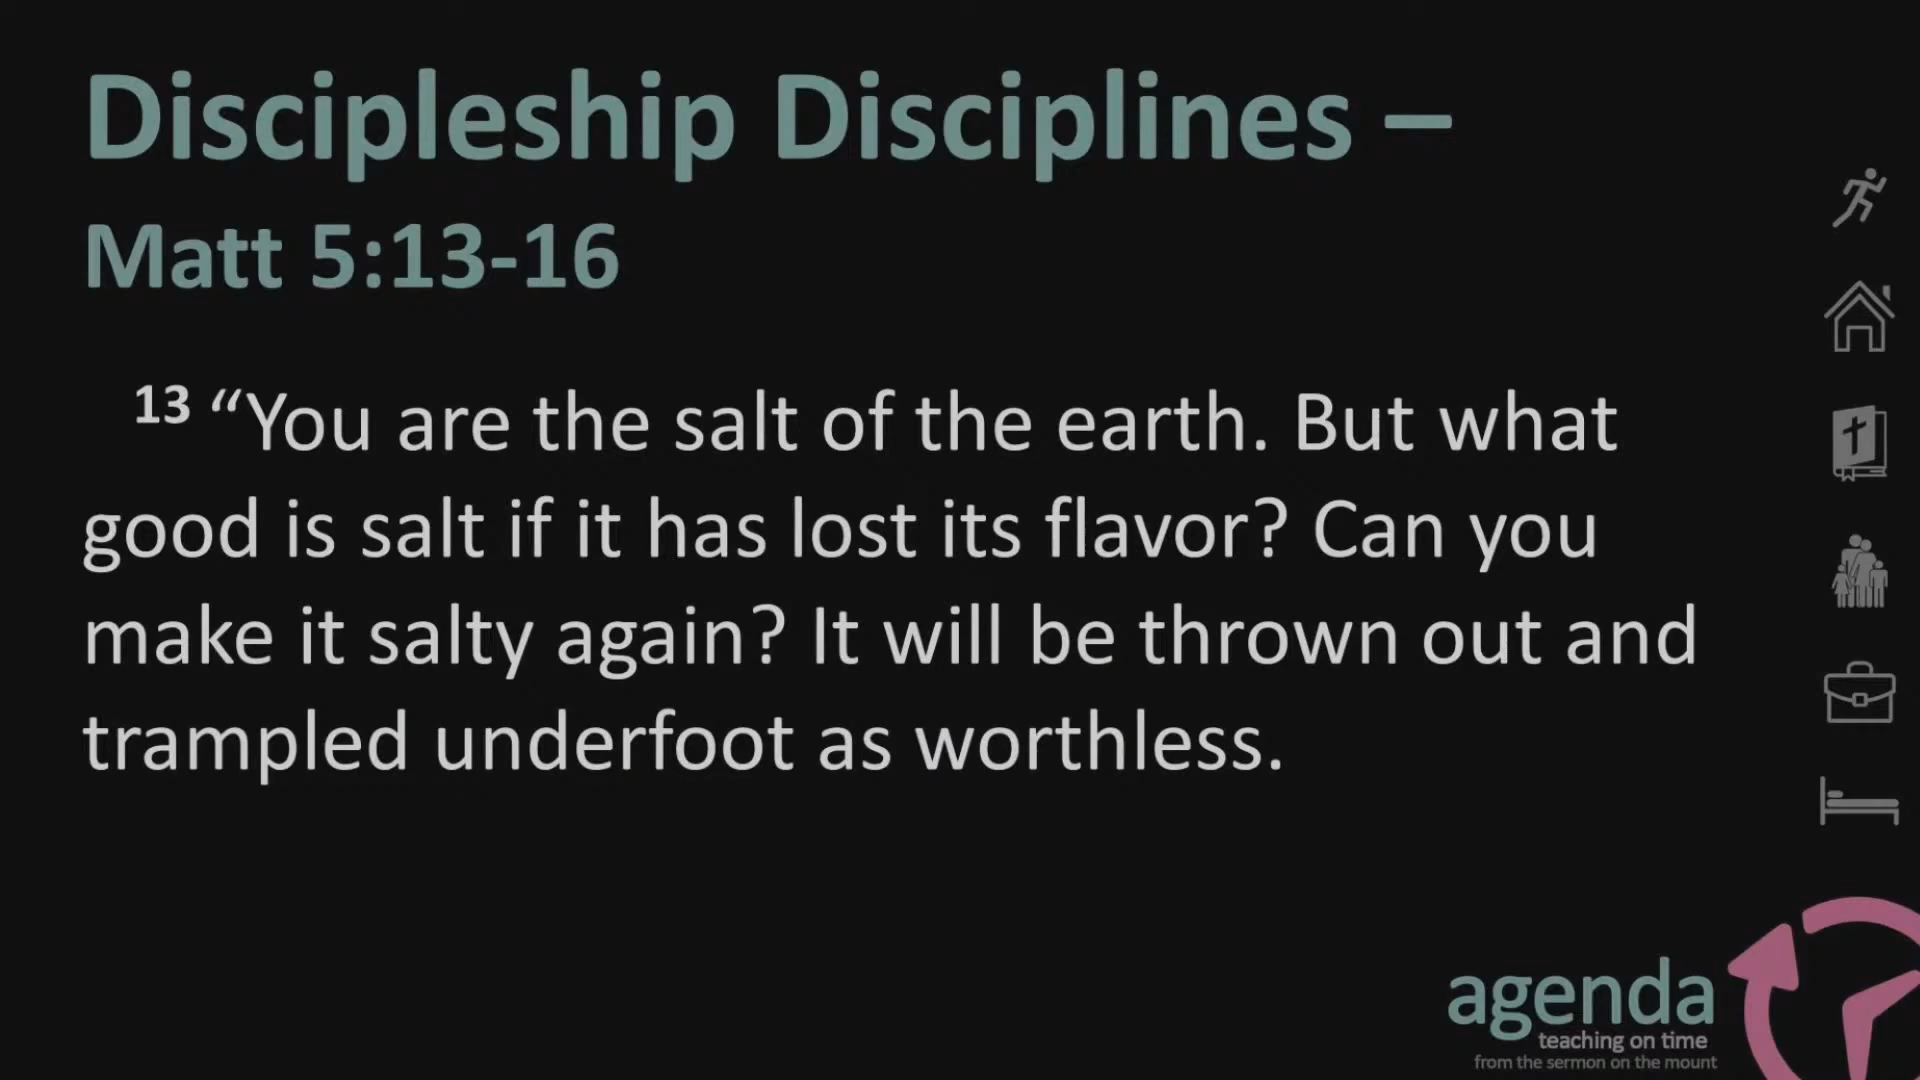 Discipleship Disciplines –
Matt 5:13-16
13 “You are the salt of the earth. But what
good is salt if it has lost its flavor? Can you
make it salty again? It will be thrown out and
trampled underfoot as worthless.
agenda
teaching on time
from the sermon on the mount